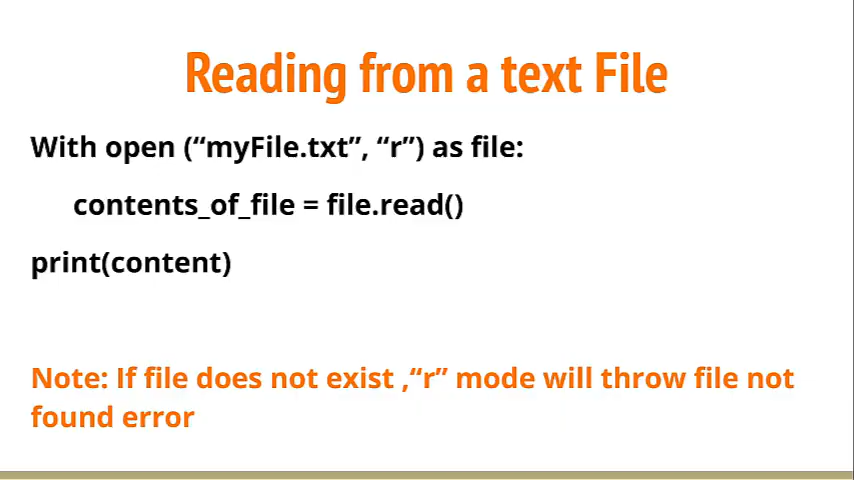 Reading from a text File
With open (“myFile.txt”, “r”) as file:
contents_of_file = file.read()
print(content)
Note: If file does not exist ,“r” mode will throw file not
found error